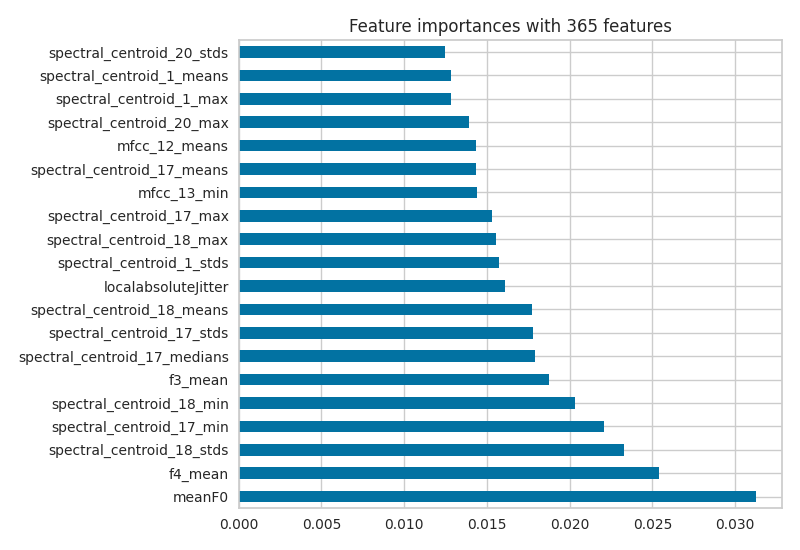 Feature importances with 365 features
spectral_centroid_20_stds
spectral_centroid_1_means
spectral_centroid_1_max
spectral_centroid_20_max
mfcc_12_means
spectral_centroid_17_means
mfcc_13_min
spectral_centroid_17_max
spectral_centroid_18_max
spectral_centroid_1_stds
localabsoluteJitter
spectral_centroid_18_means
spectral_centroid_17_stds
spectral_centroid_17_medians
f3_mean
spectral_centroid_18_min
spectral_centroid_17_min
spectral_centroid_18_stds
f4_mean
meanF0
0.000 0.005 0.010 0.015 0.020 0.025 0.030